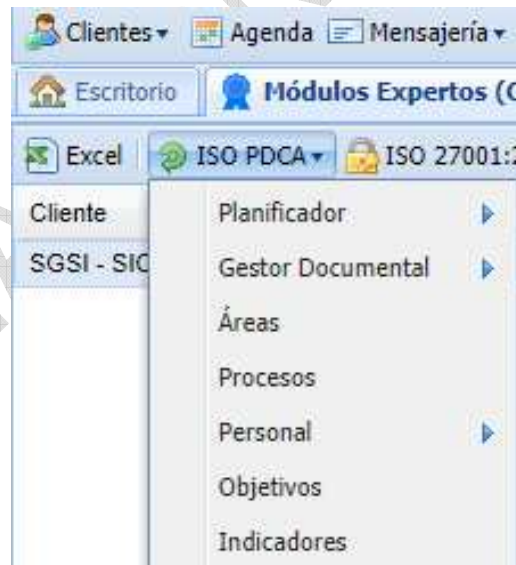 Clientes Agenda Mensajería
Escritorio Módulos Expertos (
Excel ISO PDCA ISO 27001:
Cliente
SGSI - SIC
Planificador
Gestor Documental
Áreas
Procesos
Personal
Objetivos
Indicadores